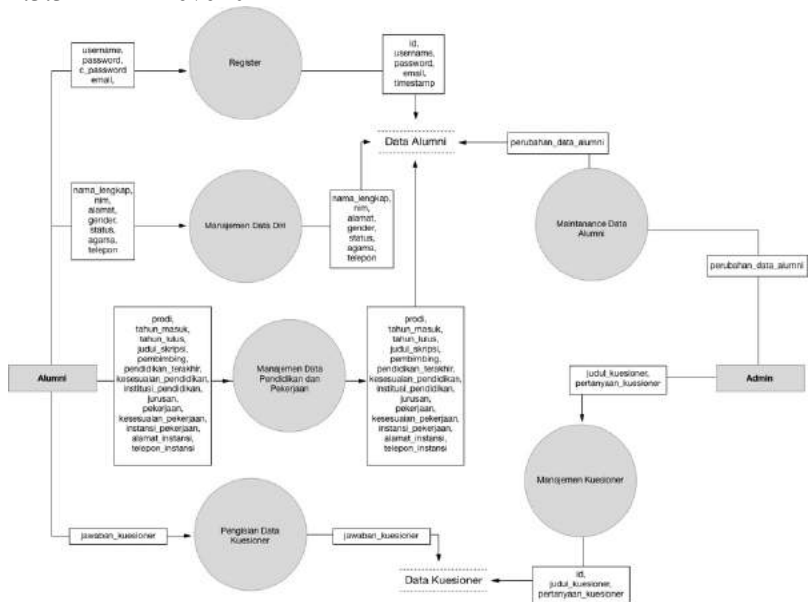 username,
password,
c_password
email,
Register
id,
username,
password,
email,
timestamp
Data Alumni
perubahan_data_alumni
nama_lengkap,
nim,
alamat,
gender,
status,
agama,
telepon
Manajemen Data Diri
nama_lengkap,
nim,
alamat,
gender,
status,
agama,
telepon
Maintanance Data
Alumni
perubahan_data_alumni
prodi,
tahun_masuk,
tahun_lulus,
judul_skripsi,
pembimbing,
pendidikan_terakhir,
kesesuaian_pendidikan,
institusi_pendidikan,
jurusan,
pekerjaan,
kesesuaian_pekerjaan,
instansi_pekerjaan,
alamat_instansi,
telepon_instansi
Manajemen Data
Pendidikan dan
Pekerjaan
prodi,
tahun_masuk,
tahun_lulus,
judul_skripsi,
pembimbing,
pendidikan_terakhir,
kesesuaian_pendidikan,
institusi_pendidikan,
jurusan,
pekerjaan,
kesesuaian_pekerjaan,
instansi_pekerjaan,
alamat_instansi,
telepon_instansi
Alumni
judul_kuesioner,
pertanyaan_kuesioner
Admin
Manajemen Kuesioner
jawaban_kuesioner
Pengisian Data
Kuesioner
jawaban_kuesioner
Data Kuesioner
id,
judul_kuesioner,
pertanyaan_kuesioner